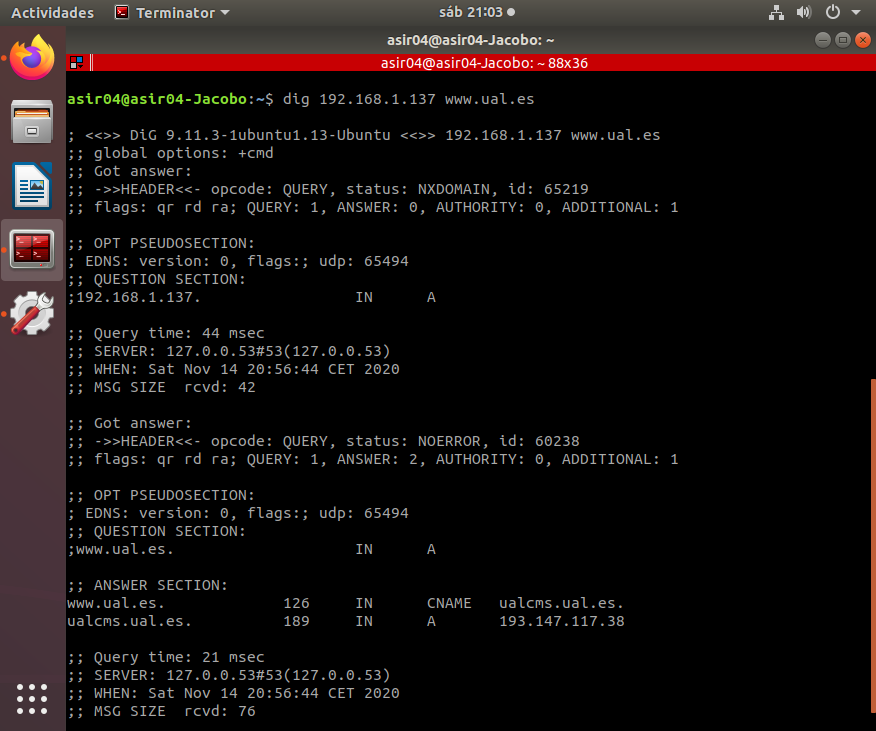 Actividades Terminator sáb 21:03
asir04@asir04-Jacobo: ~
asir04@asir04-Jacobo: ~ 88x36
asir04@asir04-Jacobo:~$ dig 192.168.1.137 www.ual.es
; <<>> DiG 9.11.3-1ubuntu1.13-Ubuntu <<>> 192.168.1.137 www.ual.es
;; global options: +cmd
;; Got answer:
;; ->>HEADER<<- opcode: QUERY, status: NXDOMAIN, id: 65219
;; flags: qr rd ra; QUERY: 1, ANSWER: 0, AUTHORITY: 0, ADDITIONAL: 1
;; OPT PSEUDOSECTION:
; EDNS: version: 0, flags:; udp: 65494
;; QUESTION SECTION:
;192.168.1.137. IN A
;; Query time: 44 msec
;; SERVER: 127.0.0.53#53(127.0.0.53)
;; WHEN: Sat Nov 14 20:56:44 CET 2020
;; MSG SIZE rcvd: 42
;; Got answer:
;; ->>HEADER<<- opcode: QUERY, status: NOERROR, id: 60238
;; flags: qr rd ra; QUERY: 1, ANSWER: 2, AUTHORITY: 0, ADDITIONAL: 1
;; OPT PSEUDOSECTION:
; EDNS: version: 0, flags:; udp: 65494
;; QUESTION SECTION:
;www.ual.es. IN A
;; ANSWER SECTION:
www.ual.es. 126 IN CNAME ualcms.ual.es.
ualcms.ual.es. 189 IN A 193.147.117.38
;; Query time: 21 msec
;; SERVER: 127.0.0.53#53(127.0.0.53)
;; WHEN: Sat Nov 14 20:56:44 CET 2020
;; MSG SIZE rcvd: 76